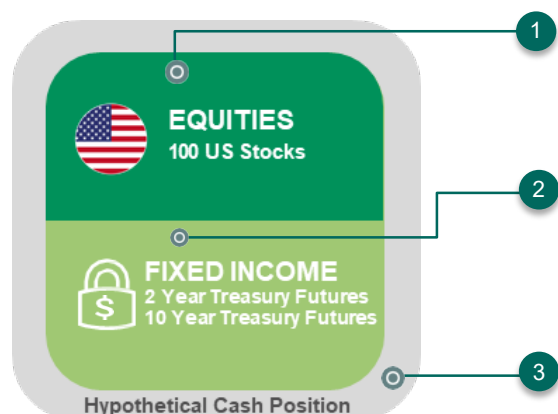 1
EQUITIES
100 US Stocks
2
FIXED INCOME
$
2 Year Treasury Futures
10 Year Treasury Futures
3
Hypothetical Cash Position